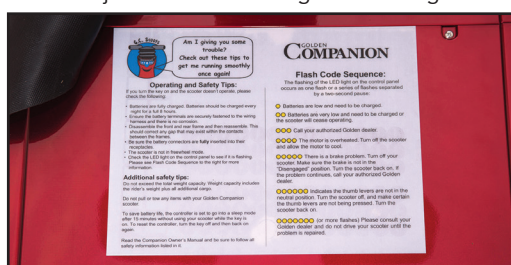 Am I giving you some
trouble?
Check out these tips to
get me running smoothly
once again!
Operating and Safety Tips:
If you turn the key on and the scooter doesn't operate, please
check the following:
• Batteries are fully charged. Batteries should be charged every
night for a full 8 hours.
• Ensure the battery terminals are securely fastened to the wiring
harness and there is no corrosion.
• Disassemble the front and rear frame and then reassemble. This
should correct any gap that may exist within the contacts
between the frames.
• Be sure the battery connectors are fully inserted into their
receptacles.
• The scooter is not in freewheel mode.
• Check the LED light on the control panel to see if it is flashing.
Please see Flash Code Sequence to the right for more
information.
Additional safety tips:
Do not exceed the total weight capacity. Weight capacity includes
the rider's weight plus all additional cargo.
Do not pull or tow any items with your Golden Companion
scooter
To save battery life, the controller is set to go into a sleep mode
after 15 minutes without using your scooter while the key is
on. To reset the controller, turn the key off and then back on
again.
Read the Companion Owner's Manual and be sure to follow all
safety information listed in it.
GOLDEN
COMPANION
Flash Code Sequence:
The flashing of the LED light on the control panel
occurs as one flash or a series of flashes separated
by a two-second pause:
Batteries are low and need to be charged.
Batteries are very low and need to be charged or
the scooter will cease operating.
Call your authorized Golden dealer.
The motor is overheated. Turn off the scooter
and allow the motor to cool.
There is a brake problem. Turn off your
scooter. Make sure the brake is not in the
"Disengaged" position. Turn the scooter back on, if
the problem continues, call your authorized Golden
dealer.
Indicates the thumb levers are not in the
neutral position. Turn the scooter off, and make certain
the thumb levers are not being pressed. Turn the
scooter back on.
(or more flashes) Please consult your
Golden dealer and do not drive your scooter until the
problem is repaired.